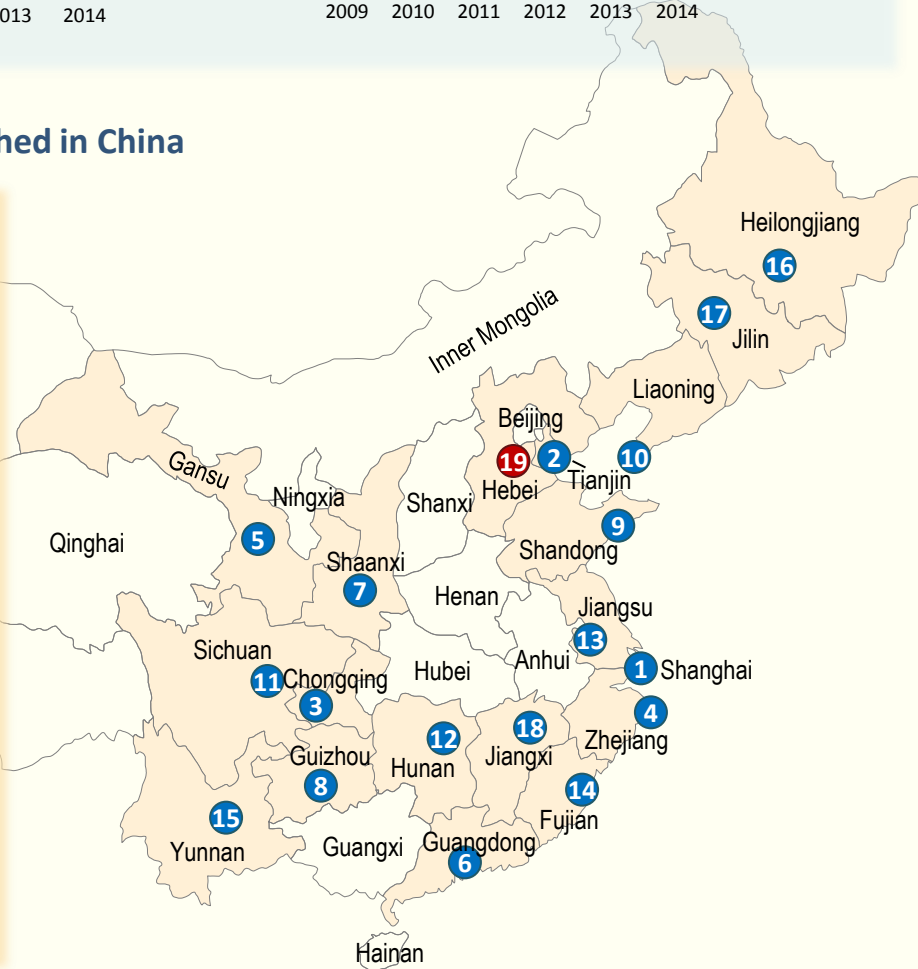 013 2014
2009 2010 2011 2012 2013 2014
hed in China
Heilongjiang
16
17
Jilin
Inner Mongolia
Liaoning
Beijing
19
2
10
Hebei
Tianjin
Gansu
Ningxia
Shanxi
9
Qinghai
5
Shandong
Shaanxi
7
Henan
Jiangsu
13
Sichuan
Anhui
Hubei
1 Shanghai
11 Chongqing
3
4
12
18
Zhejiang
Guizhou
Hunan
Jiangxi
8
14
15
Fujian
Yunnan
Guangxi
Guangdong
6
Hainan